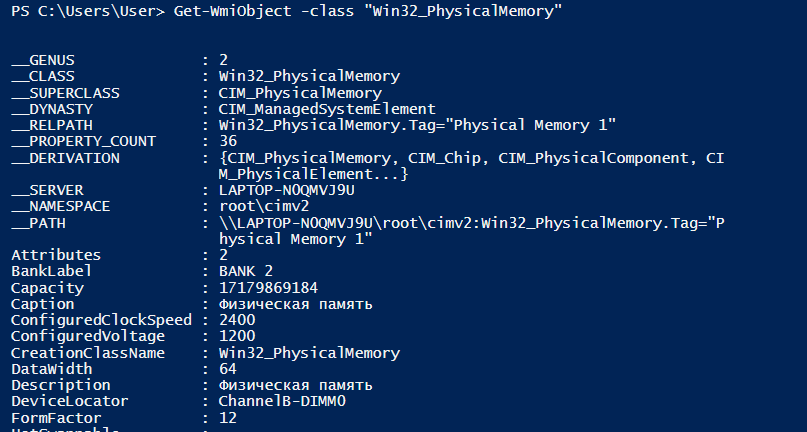 PS C:\Users\User> Get-WmiObject -class "Win32_PhysicalMemory"
__GENUS : 2
__CLASS : Win32_PhysicalMemory
__SUPERCLASS : CIM_PhysicalMemory
__DYNASTY : CIM_ManagedSystemElement
__RELPATH : Win32_PhysicalMemory.Tag="Physical Memory 1"
__PROPERTY_COUNT : 36
__DERIVATION : {CIM_PhysicalMemory, CIM_Chip, CIM_PhysicalComponent, CI
M_PhysicalElement...}
__SERVER : LAPTOP-N0QMVJ9U
__NAMESPACE : root\cimv2
__PATH : \\LAPTOP-N0QMVJ9U\root\cimv2:Win32_PhysicalMemory.Tag="P
hysical Memory 1"
Attributes : 2
BankLabel : BANK 2
Capacity : 17179869184
Caption : Физическая память
ConfiguredClockSpeed : 2400
ConfiguredVoltage : 1200
CreationClassName : Win32_PhysicalMemory
DataWidth : 64
Description : Физическая память
DeviceLocator : ChannelB-DIMM0
FormFactor : 12